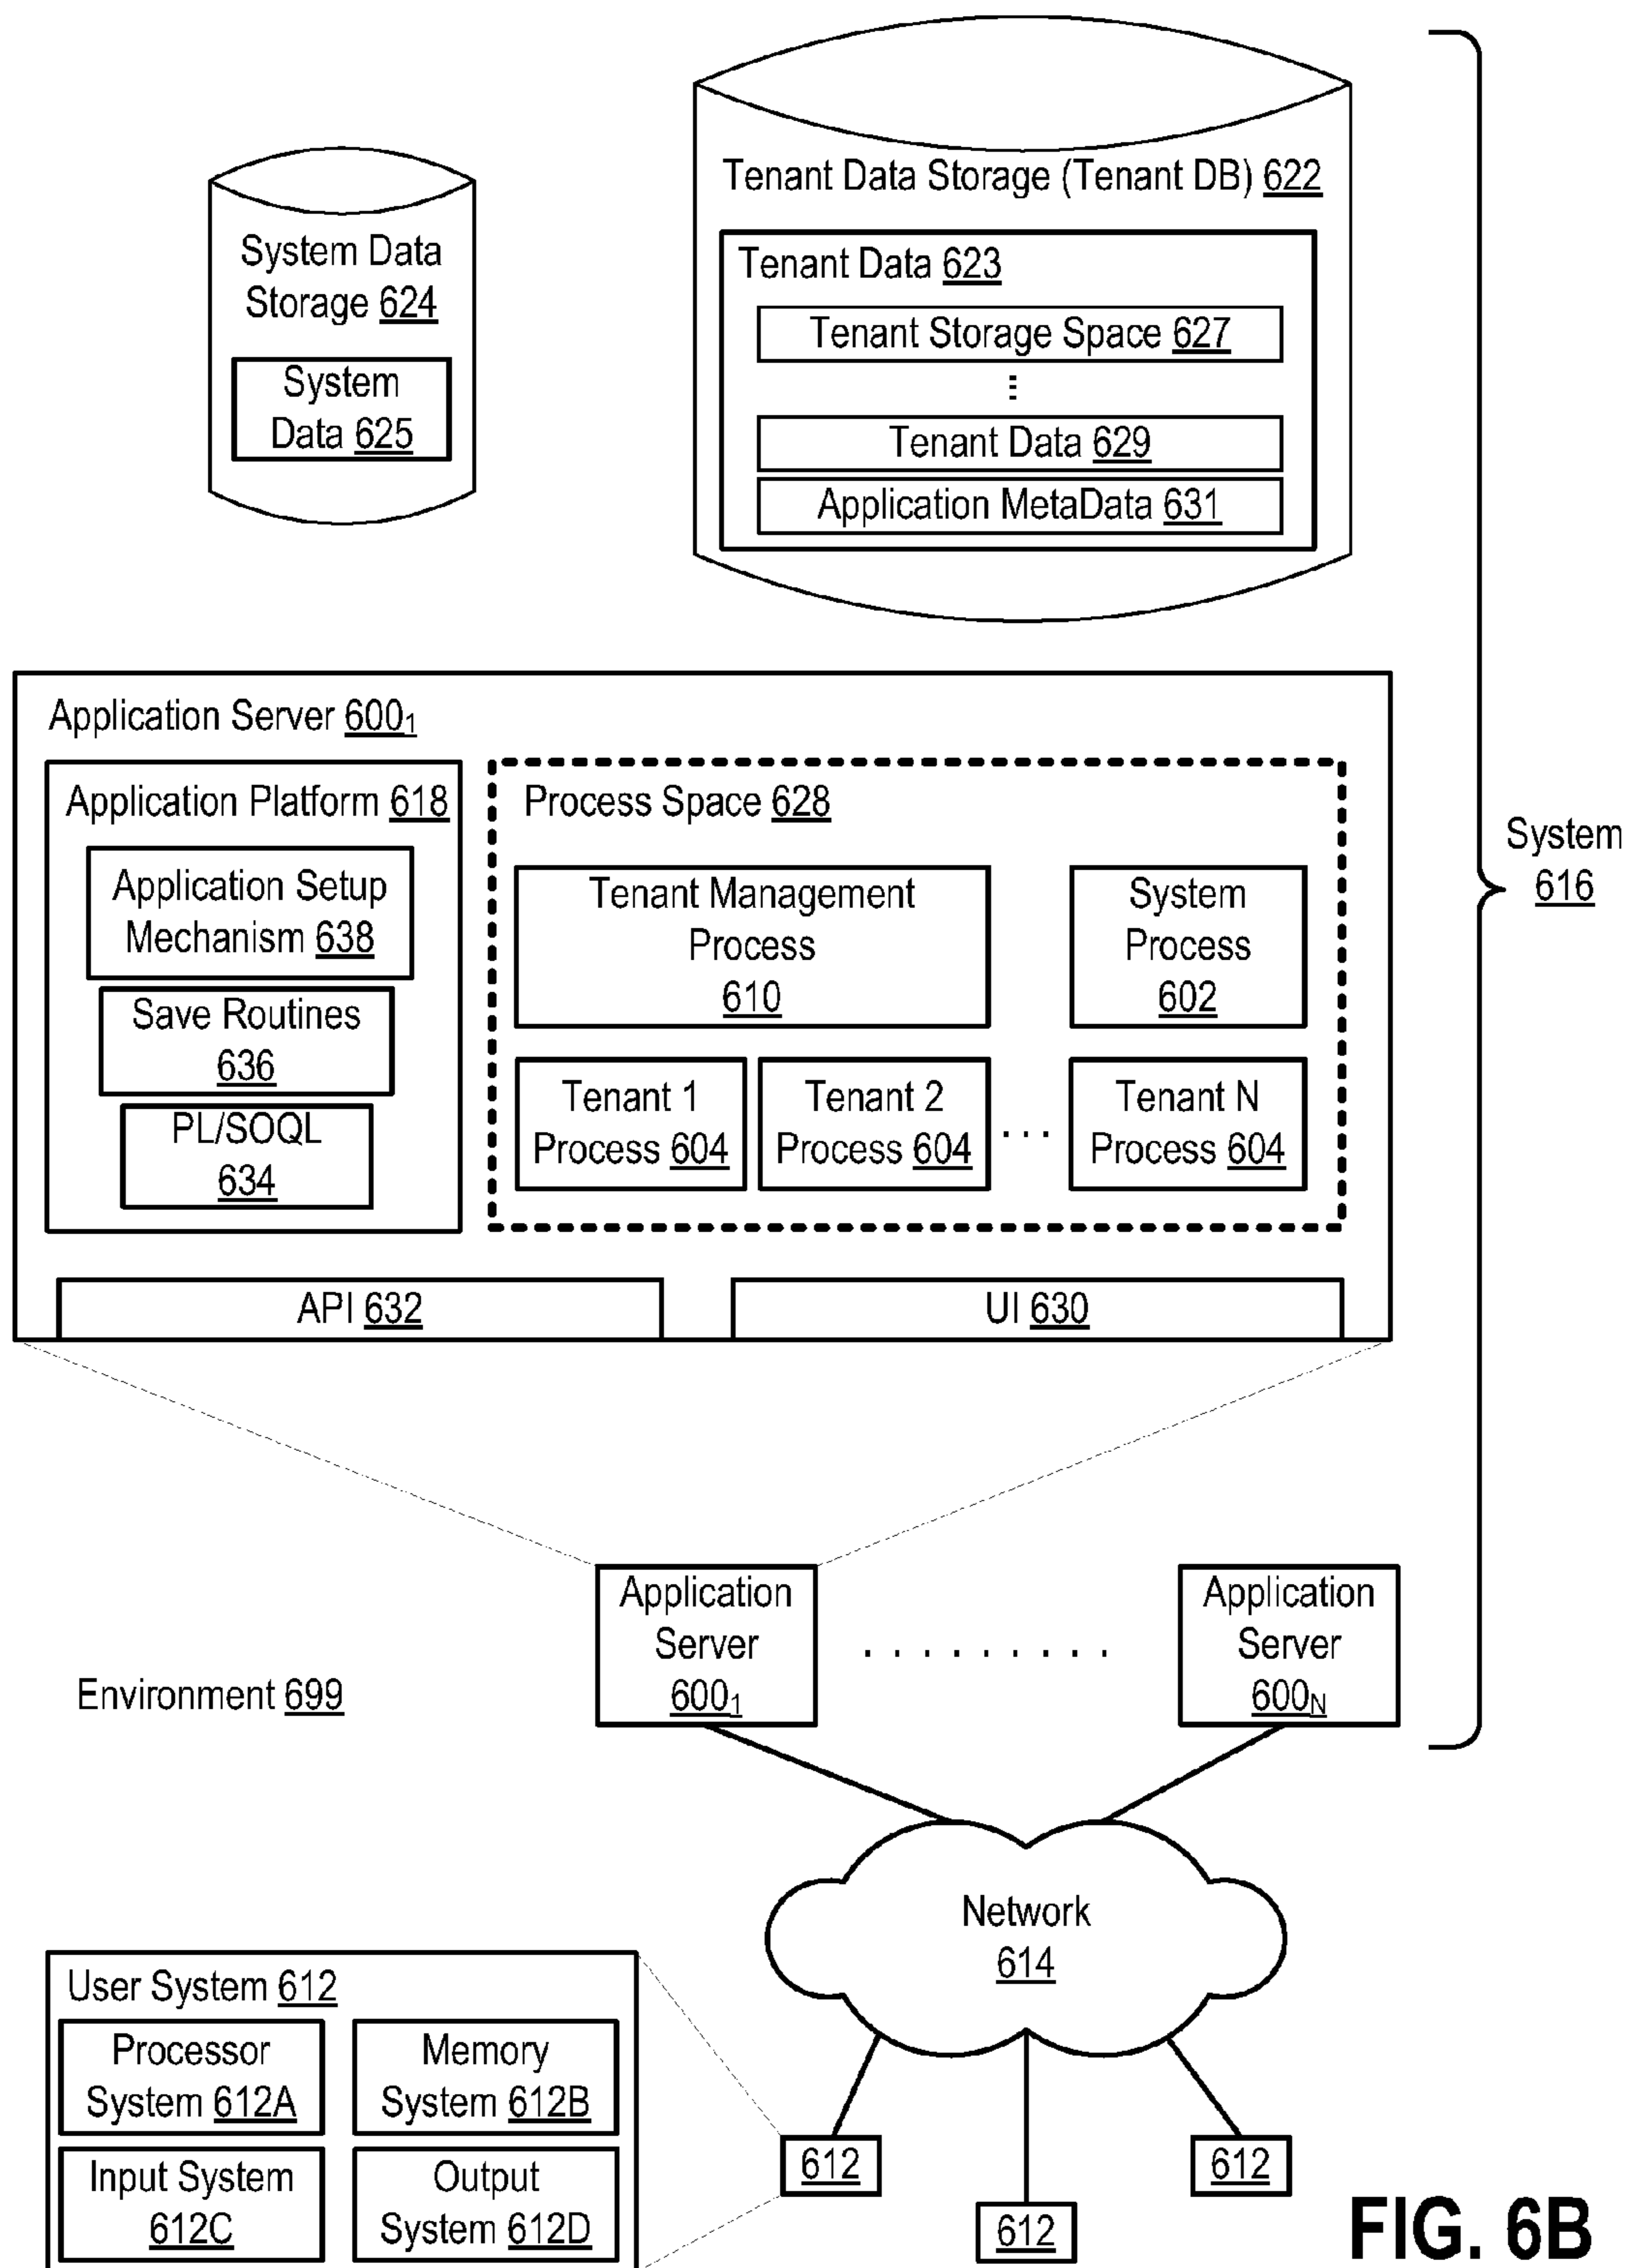 Tenant Data Storage (Tenant DB) 622
System Data
Storage 624
System
Data 625
Tenant Data 623
Tenant Storage Space 627
⋮
Tenant Data 629
Application MetaData 631
System
616
Application Server 600₁
Application Platform 618
Application Setup
Mechanism 638
Save Routines
636
PL/SOQL
634
Process Space 628
Tenant Management
Process
610
System
Process
602
Tenant 1
Process 604
Tenant 2
Process 604
...
Tenant N
Process 604
API 632
UI 630
Application
Server
600₁
.........
Application
Server
600N
Environment 699
Network
614
User System 612
Processor
System 612A
Memory
System 612B
Input System
612C
Output
System 612D
612
612
612
FIG. 6B